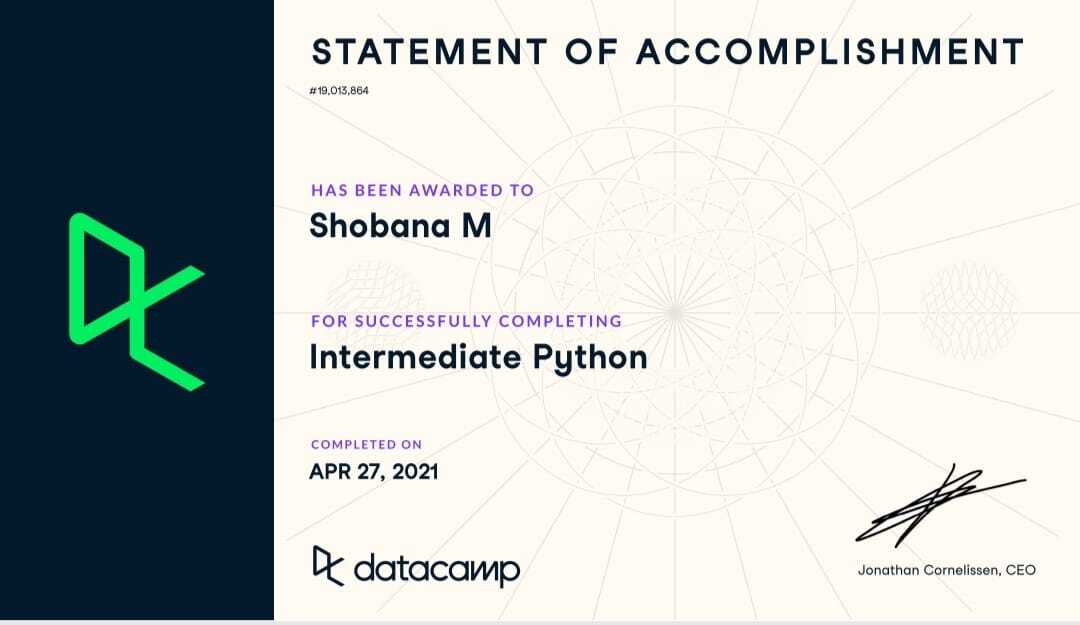 STATEMENT OF ACCOMPLISHMENT
#19,013,864
HAS BEEN AWARDED TO
Shobana M
FOR SUCCESSFULLY COMPLETING
Intermediate Python
COMPLETED ON
APR 27, 2021
datacamp
Jonathan Cornelissen, CEO